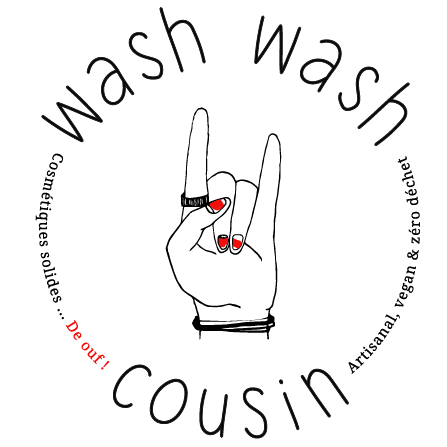 wash wash
Cosmétiques solides ... De ouf !
Artisanal, vegan & zéro déchet
cousin